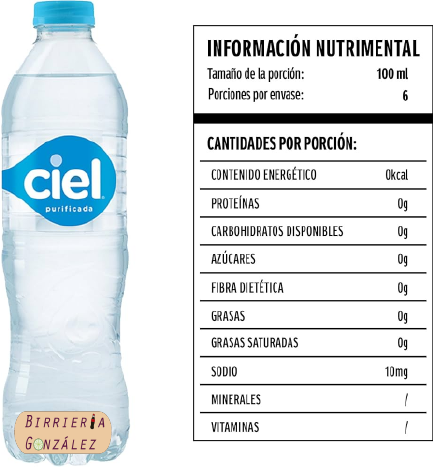 ciel
purificada
BIRRIERIA
GONZÁLEZ
INFORMACIÓN NUTRIMENTAL
Tamaño de la porción: 100 ml
Porciones por envase: 6
CANTIDADES POR PORCIÓN:
CONTENIDO ENERGÉTICO 0kcal
PROTEÍNAS 0g
CARBOHIDRATOS DISPONIBLES 0g
AZÚCARES 0g
FIBRA DIETÉTICA 0g
GRASAS 0g
GRASAS SATURADAS 0g
SODIO 10mg
MINERALES /
VITAMINAS /